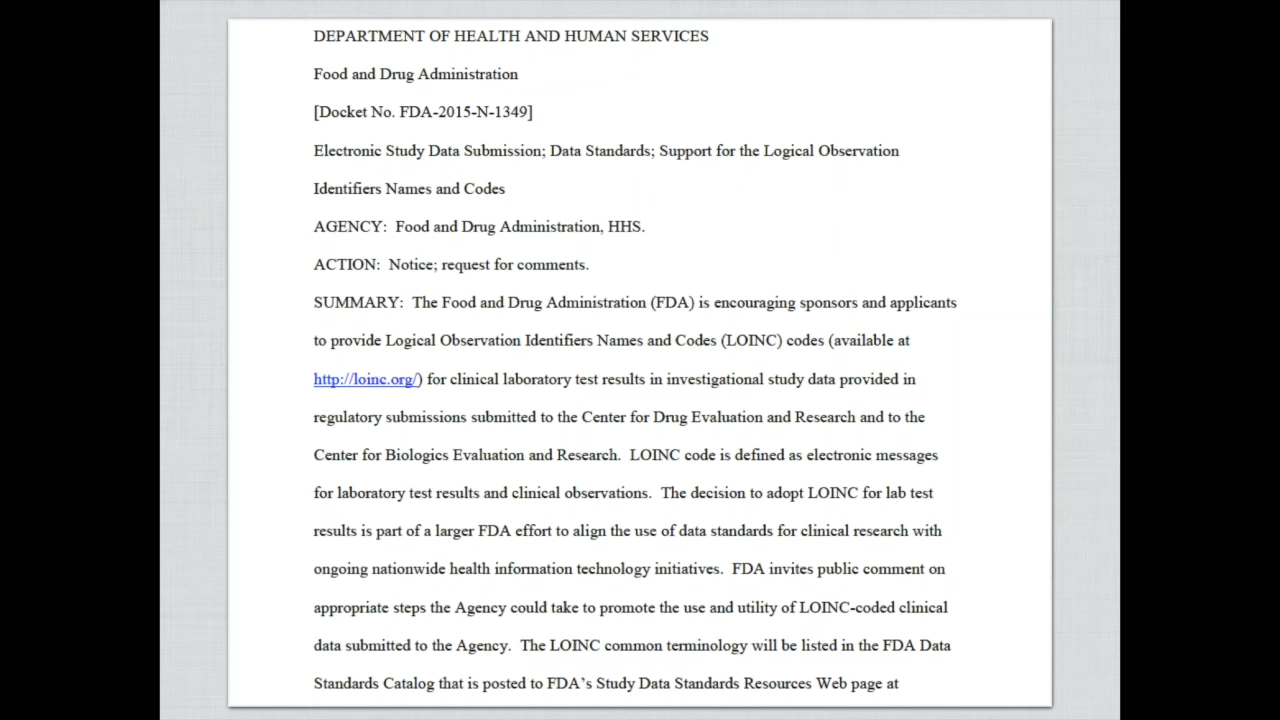 DEPARTMENT OF HEALTH AND HUMAN SERVICES
Food and Drug Administration
[Docket No. FDA-2015-N-1349]
Electronic Study Data Submission; Data Standards; Support for the Logical Observation
Identifiers Names and Codes
AGENCY:  Food and Drug Administration, HHS.
ACTION:  Notice; request for comments.
SUMMARY:  The Food and Drug Administration (FDA) is encouraging sponsors and applicants
to provide Logical Observation Identifiers Names and Codes (LOINC) codes (available at
http://loinc.org/) for clinical laboratory test results in investigational study data provided in
regulatory submissions submitted to the Center for Drug Evaluation and Research and to the
Center for Biologics Evaluation and Research.  LOINC code is defined as electronic messages
for laboratory test results and clinical observations.  The decision to adopt LOINC for lab test
results is part of a larger FDA effort to align the use of data standards for clinical research with
ongoing nationwide health information technology initiatives.  FDA invites public comment on
appropriate steps the Agency could take to promote the use and utility of LOINC-coded clinical
data submitted to the Agency.  The LOINC common terminology will be listed in the FDA Data
Standards Catalog that is posted to FDA’s Study Data Standards Resources Web page at